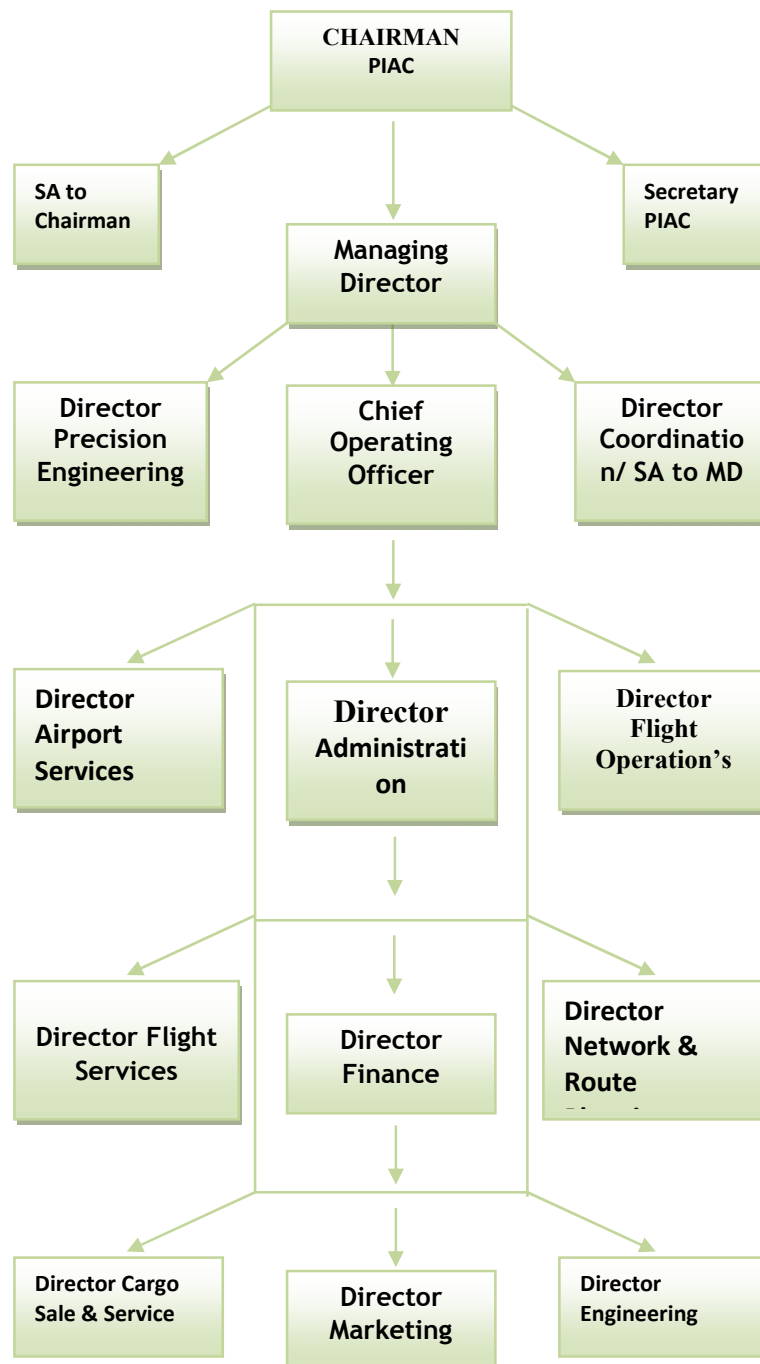 CHAIRMAN
PIAC
SA to
Chairman
Secretary
PIAC
Managing
Director
Director
Precision
Engineering
Chief
Operating
Officer
Director
Coordinatio
n/ SA to MD
Director
Airport
Services
Director
Administrati
on
Director
Flight
Operation’s
Director Flight
Services
Director
Finance
Director
Network &
Route
Director Cargo
Sale & Service
Director
Marketing
Director
Engineering